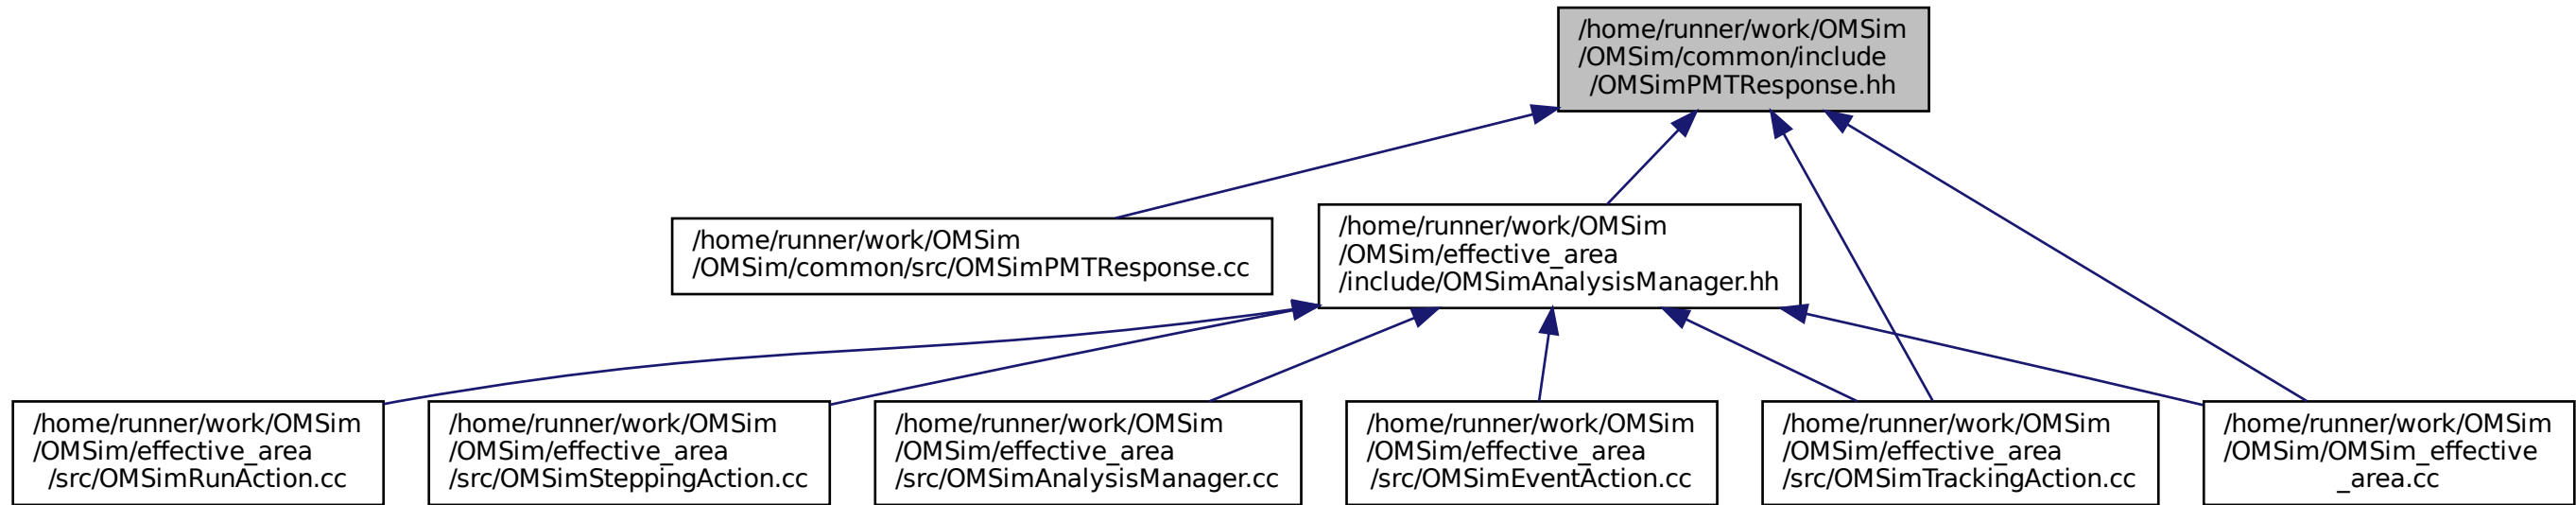 /home/runner/work/OMSim
/OMSim/common/include
/OMSimPMTResponse.hh
/home/runner/work/OMSim
/OMSim/common/src/OMSimPMTResponse.cc
/home/runner/work/OMSim
/OMSim/effective_area
/include/OMSimAnalysisManager.hh
/home/runner/work/OMSim
/OMSim/effective_area
/src/OMSimRunAction.cc
/home/runner/work/OMSim
/OMSim/effective_area
/src/OMSimSteppingAction.cc
/home/runner/work/OMSim
/OMSim/effective_area
/src/OMSimAnalysisManager.cc
/home/runner/work/OMSim
/OMSim/effective_area
/src/OMSimEventAction.cc
/home/runner/work/OMSim
/OMSim/effective_area
/src/OMSimTrackingAction.cc
/home/runner/work/OMSim
/OMSim/OMSim_effective
_area.cc